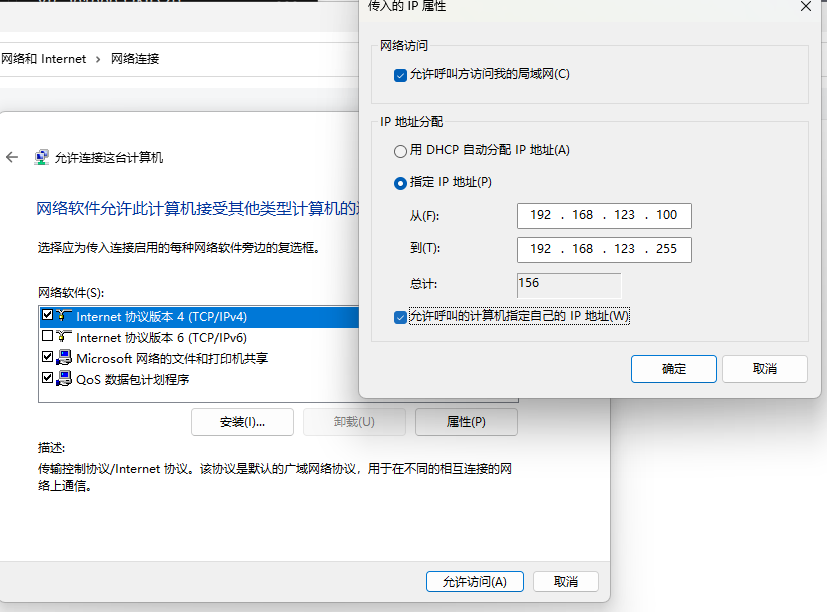 传入的 IP 属性
网络和 Internet › 网络连接
网络访问
允许呼叫方访问我的局域网(C)
IP 地址分配
用 DHCP 自动分配 IP 地址(A)
指定 IP 地址(P)
从(F):
192 . 168 . 123 . 100
到(T):
192 . 168 . 123 . 255
总计:
156
允许呼叫的计算机指定自己的 IP 地址(W)
确定
取消
允许连接这台计算机
网络软件允许此计算机接受其他类型计算机的
选择应为传入连接启用的每种网络软件旁边的复选框。
网络软件(S):
Internet 协议版本 4 (TCP/IPv4)
Internet 协议版本 6 (TCP/IPv6)
Microsoft 网络的文件和打印机共享
QoS 数据包计划程序
安装(I)...
卸载(U)
属性(P)
描述:
传输控制协议/Internet 协议。该协议是默认的广域网络协议，用于在不同的相互连接的网
络上通信。
允许访问(A)
取消